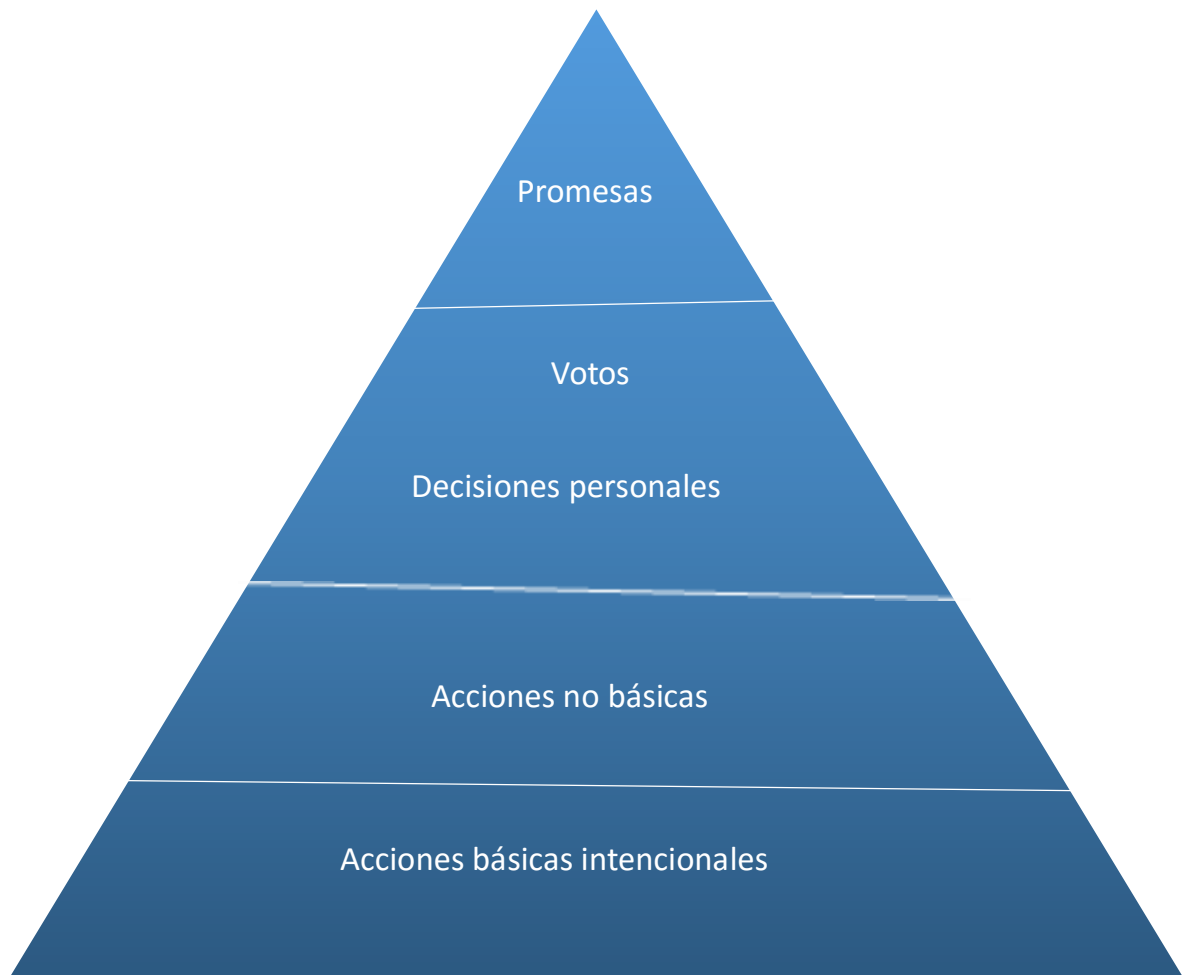 Promesas
Votos
Decisiones personales
Acciones no básicas
Acciones básicas intencionales